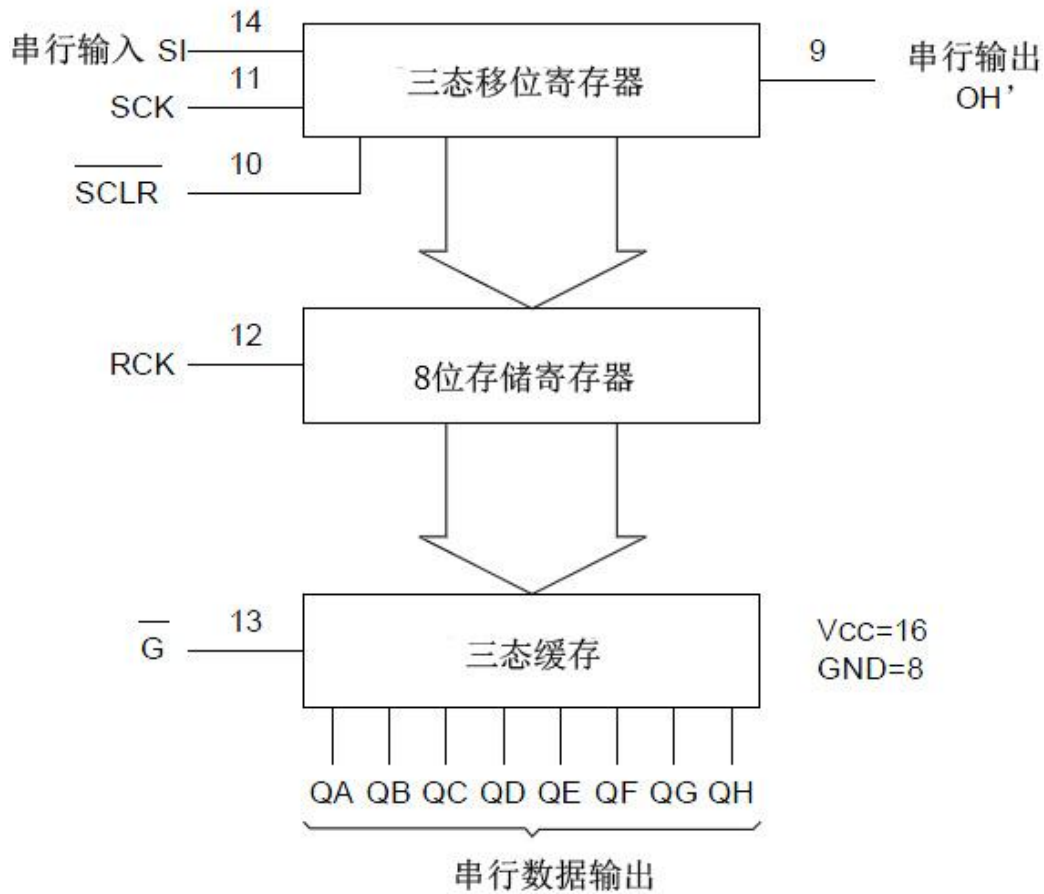 14
串行输入 SI
11
SCK
10
SCLR
三态移位寄存器
9
串行输出
OH’
12
RCK
8位存储寄存器
13
G
三态缓存
Vcc=16
GND=8
QA QB QC QD QE QF QG QH
串行数据输出